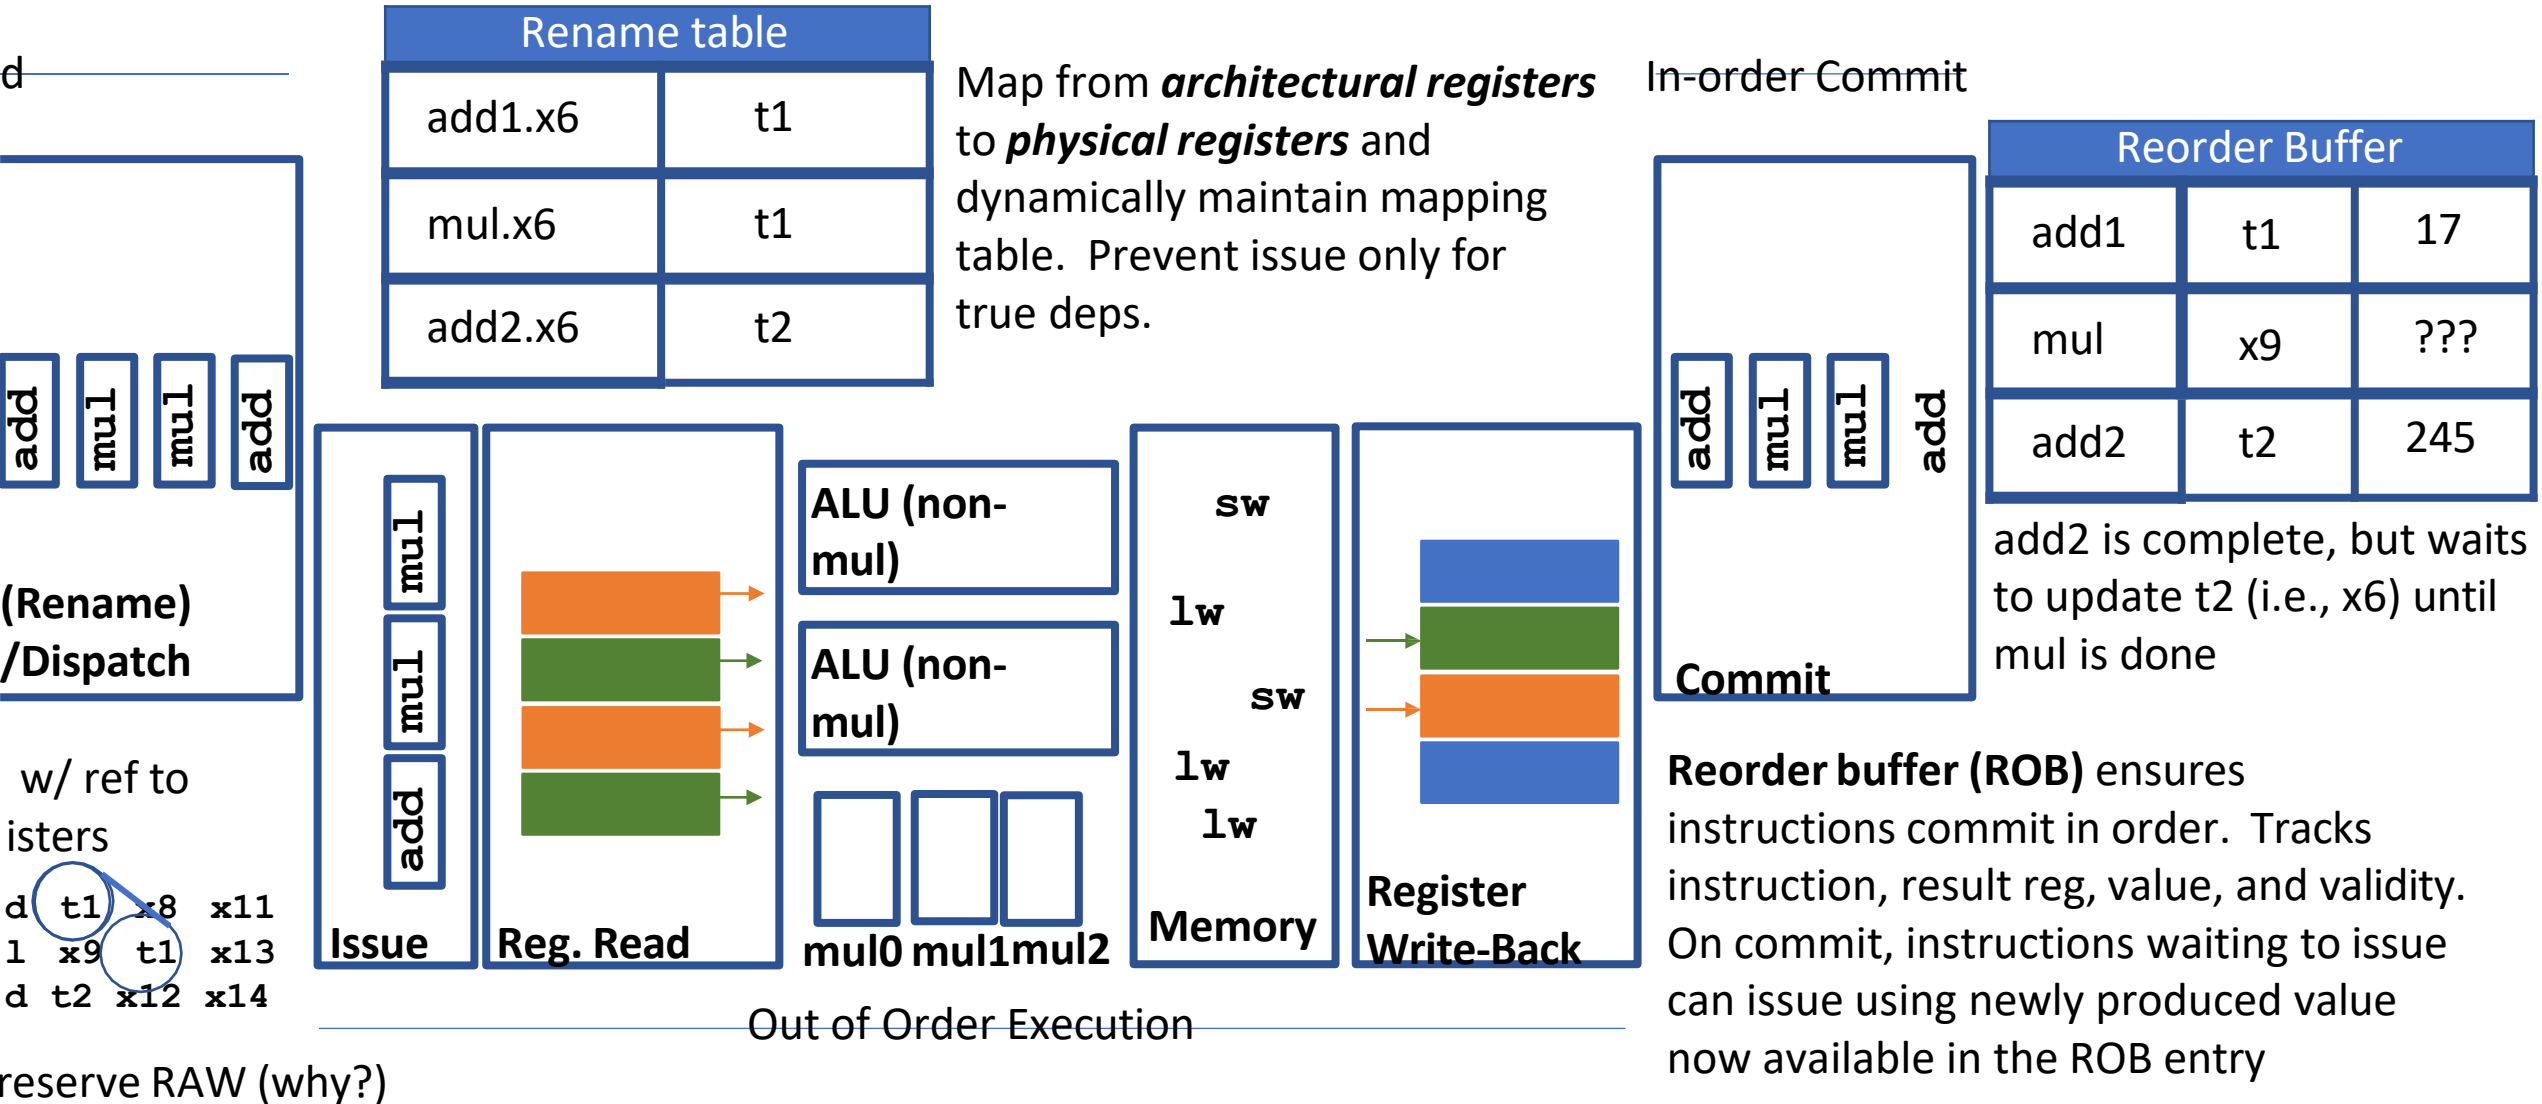 d
Rename table
add1.x6 t1
mul.x6 t1
add2.x6 t2
Map from architectural registers
to physical registers and
dynamically maintain mapping
table. Prevent issue only for
true deps.
In-order Commit
Reorder Buffer
add1 t1 17
mul x9 ???
add2 t2 245
add2 is complete, but waits
to update t2 (i.e., x6) until
mul is done
add mul mul add
(Rename)
/Dispatch
mul
mul
add
Issue
Reg. Read
ALU (non-
mul)
ALU (non-
mul)
mul0 mul1 mul2
sw
lw
sw
lw
lw
Memory
Register
Write-Back
add mul mul add
Commit
Reorder buffer (ROB) ensures
instructions commit in order. Tracks
instruction, result reg, value, and validity.
On commit, instructions waiting to issue
can issue using newly produced value
now available in the ROB entry
w/ ref to
isters
d t1 x8 x11
l x9 t1 x13
d t2 x12 x14
Out of Order Execution
reserve RAW (why?)